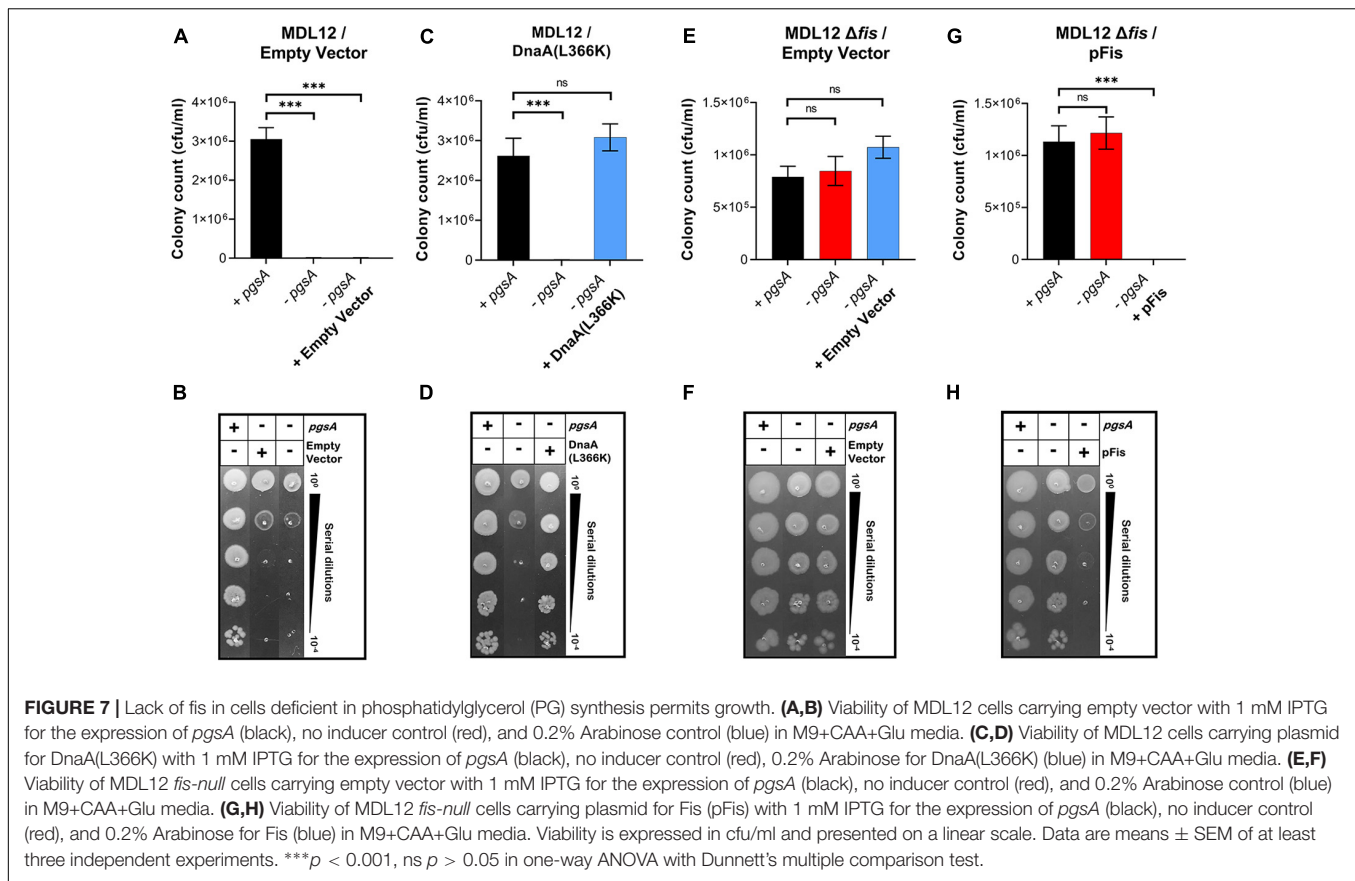 A
MDL12 /
Empty Vector
Colony count (cfu/ml)
4×10⁶
3×10⁶
2×10⁶
1×10⁶
0
***
***
+ pgsA
- pgsA
- pgsA
+ Empty Vector
C
MDL12 /
DnaA(L366K)
Colony count (cfu/ml)
4×10⁶
3×10⁶
2×10⁶
1×10⁶
0
ns
***
+ pgsA
- pgsA
- pgsA
+ DnaA(L366K)
E
MDL12 Δfis /
Empty Vector
Colony count (cfu/ml)
1.5×10⁶
1×10⁶
5×10⁵
0
ns
ns
+ pgsA
- pgsA
- pgsA
+ Empty Vector
G
MDL12 Δfis /
pFis
Colony count (cfu/ml)
1.5×10⁶
1×10⁶
5×10⁵
0
***
ns
+ pgsA
- pgsA
- pgsA
+ pFis
B
+ - - pgsA
- + - Empty
Vector
10⁰
Serial dilutions
10⁻⁴
D
+ - - pgsA
- - + DnaA
(L366K)
10⁰
Serial dilutions
10⁻⁴
F
+ - - pgsA
- - + Empty
Vector
10⁰
Serial dilutions
10⁻⁴
H
+ - - pgsA
- - + pFis
10⁰
Serial dilutions
10⁻⁴
FIGURE 7 | Lack of fis in cells deficient in phosphatidylglycerol (PG) synthesis permits growth. (A,B) Viability of MDL12 cells carrying empty vector with 1 mM IPTG
for the expression of pgsA (black), no inducer control (red), and 0.2% Arabinose control (blue) in M9+CAA+Glu media. (C,D) Viability of MDL12 cells carrying plasmid
for DnaA(L366K) with 1 mM IPTG for the expression of pgsA (black), no inducer control (red), 0.2% Arabinose for DnaA(L366K) (blue) in M9+CAA+Glu media. (E,F)
Viability of MDL12 fis-null cells carrying empty vector with 1 mM IPTG for the expression of pgsA (black), no inducer control (red), and 0.2% Arabinose control (blue)
in M9+CAA+Glu media. (G,H) Viability of MDL12 fis-null cells carrying plasmid for Fis (pFis) with 1 mM IPTG for the expression of pgsA (black), no inducer control
(red), and 0.2% Arabinose for Fis (blue) in M9+CAA+Glu media. Viability is expressed in cfu/ml and presented on a linear scale. Data are means ± SEM of at least
three independent experiments. ***p < 0.001, ns p > 0.05 in one-way ANOVA with Dunnett's multiple comparison test.